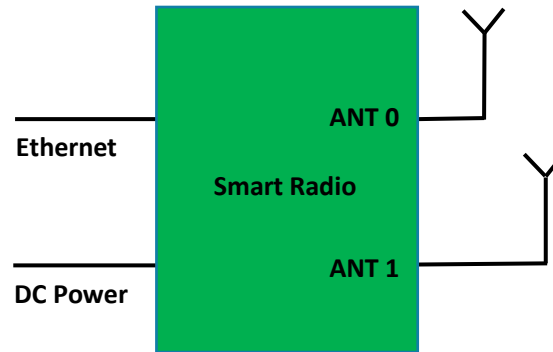 ANT 0
Ethernet
Smart Radio
ANT 1
DC Power